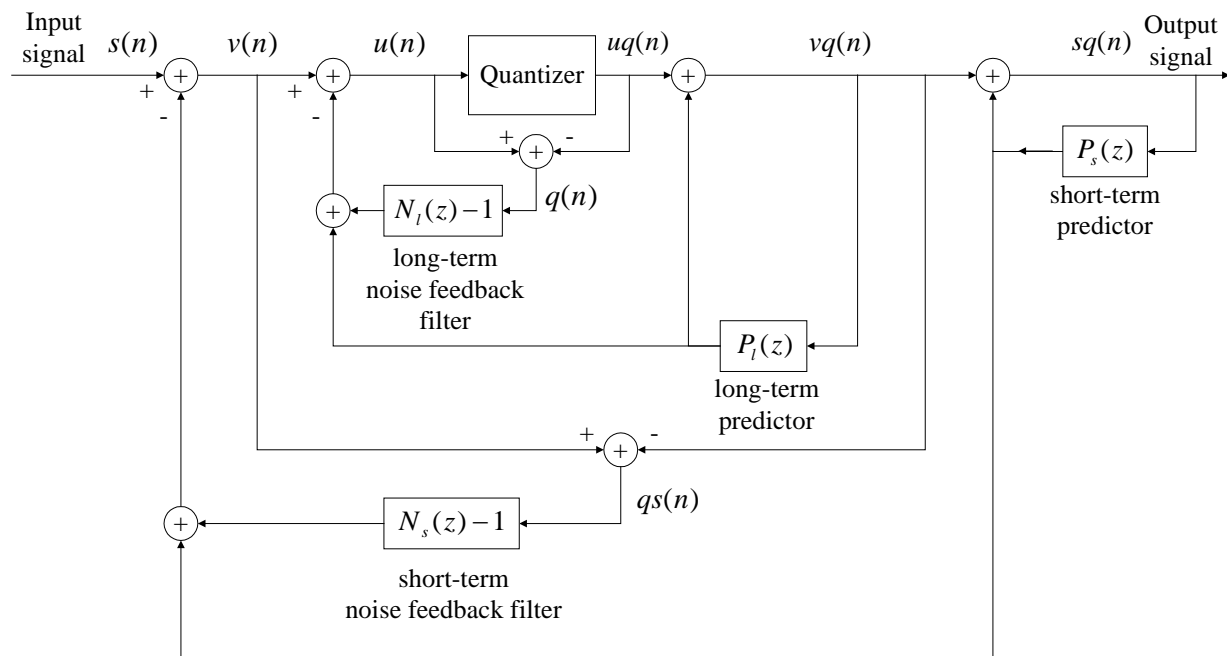 Input
signal
s(n)
v(n)
u(n)
Quantizer
uq(n)
vq(n)
sq(n)
Output
signal
+
+
+
+
+
+
-
-
+
-
+
P_s(z)
short-term
predictor
q(n)
N_l(z) − 1
+
long-term
noise feedback
filter
P_l(z)
long-term
predictor
+
-
+
qs(n)
N_s(z) − 1
+
short-term
noise feedback filter